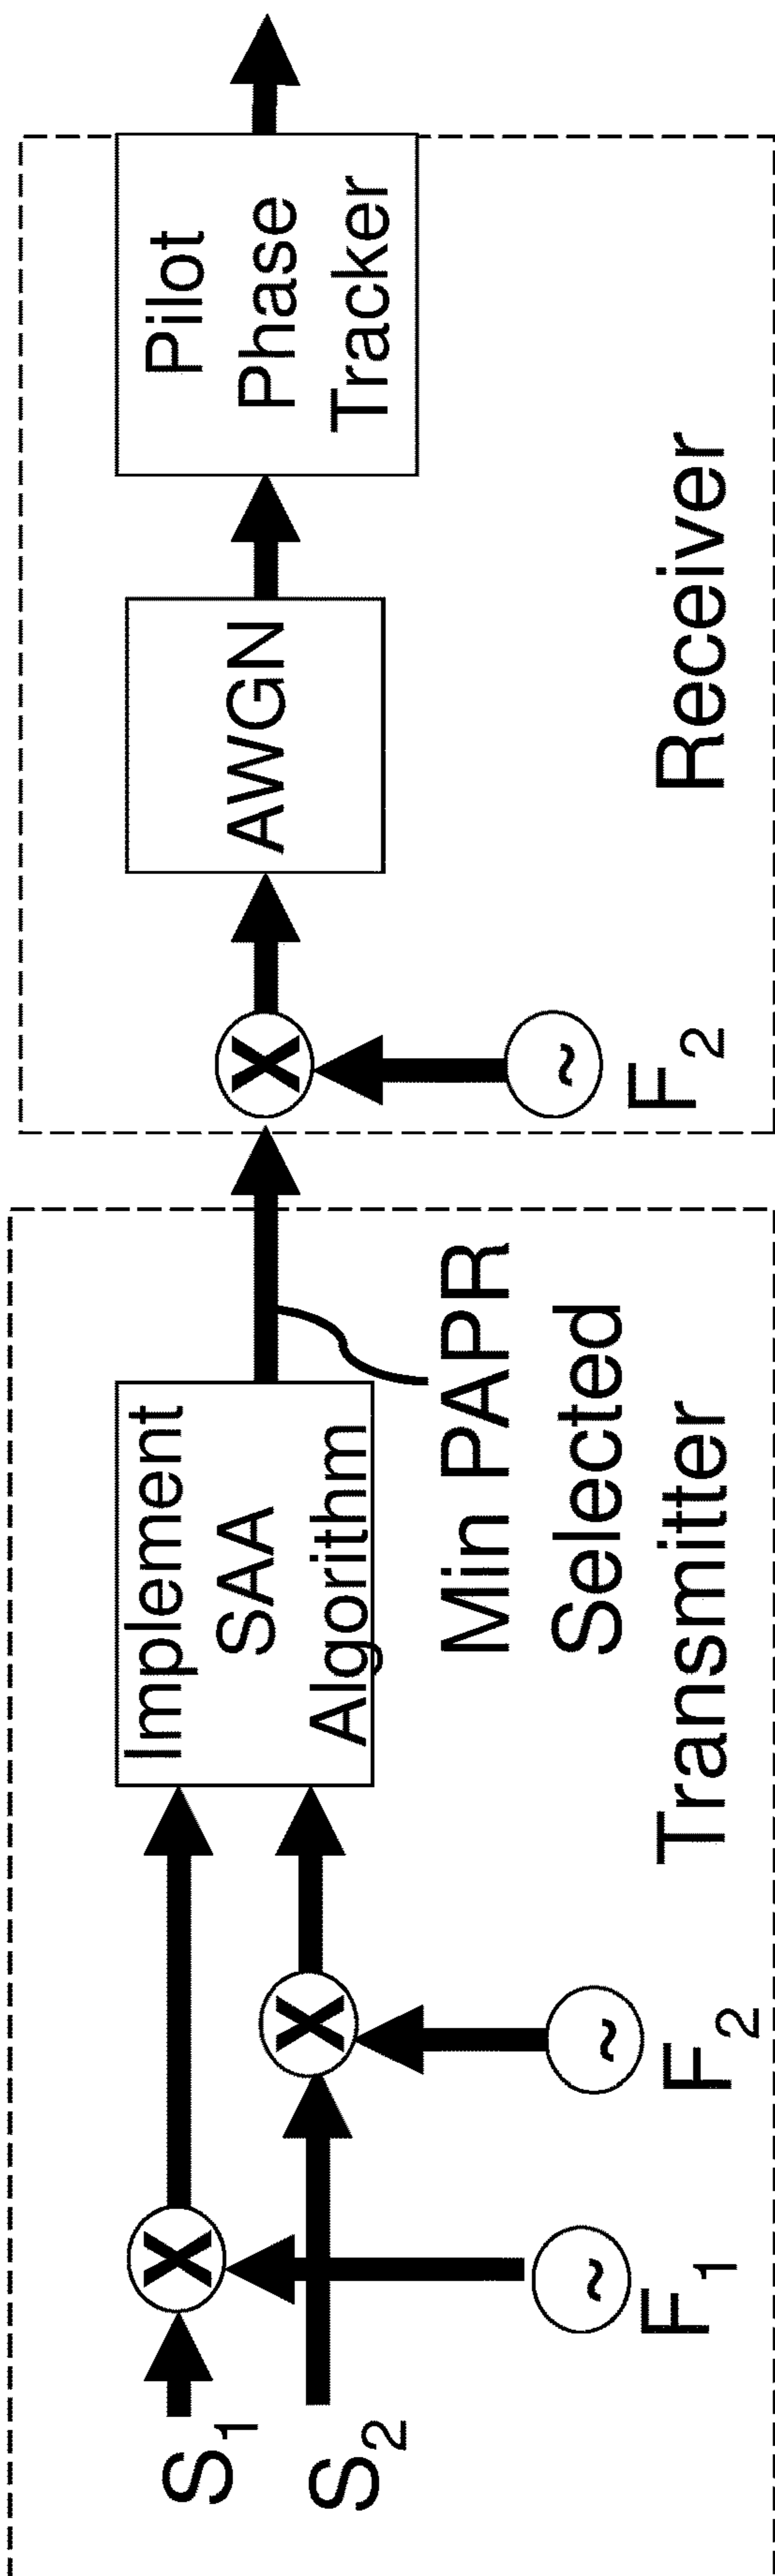 S1
S2
X
X
~
F1
~
F2
Implement
SAA
Algorithm
Min PAPR
Selected
Transmitter
X
~
F2
AWGN
Pilot
Phase
Tracker
Receiver